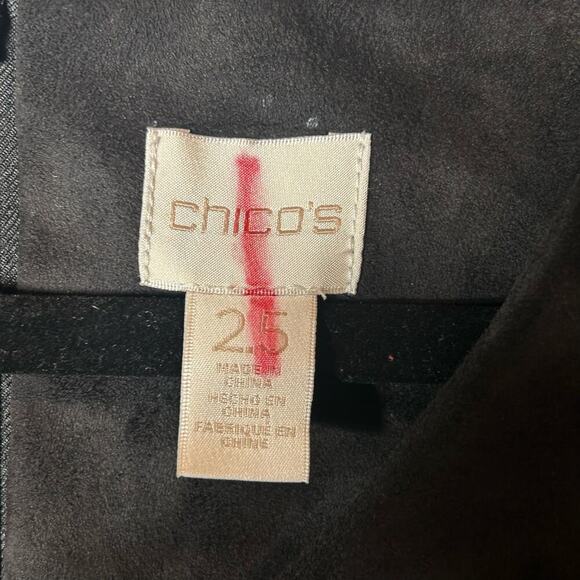 chico's
2.5
MADE IN
CHINA
HECHO EN
CHINA
FABRIQUE EN
CHINE